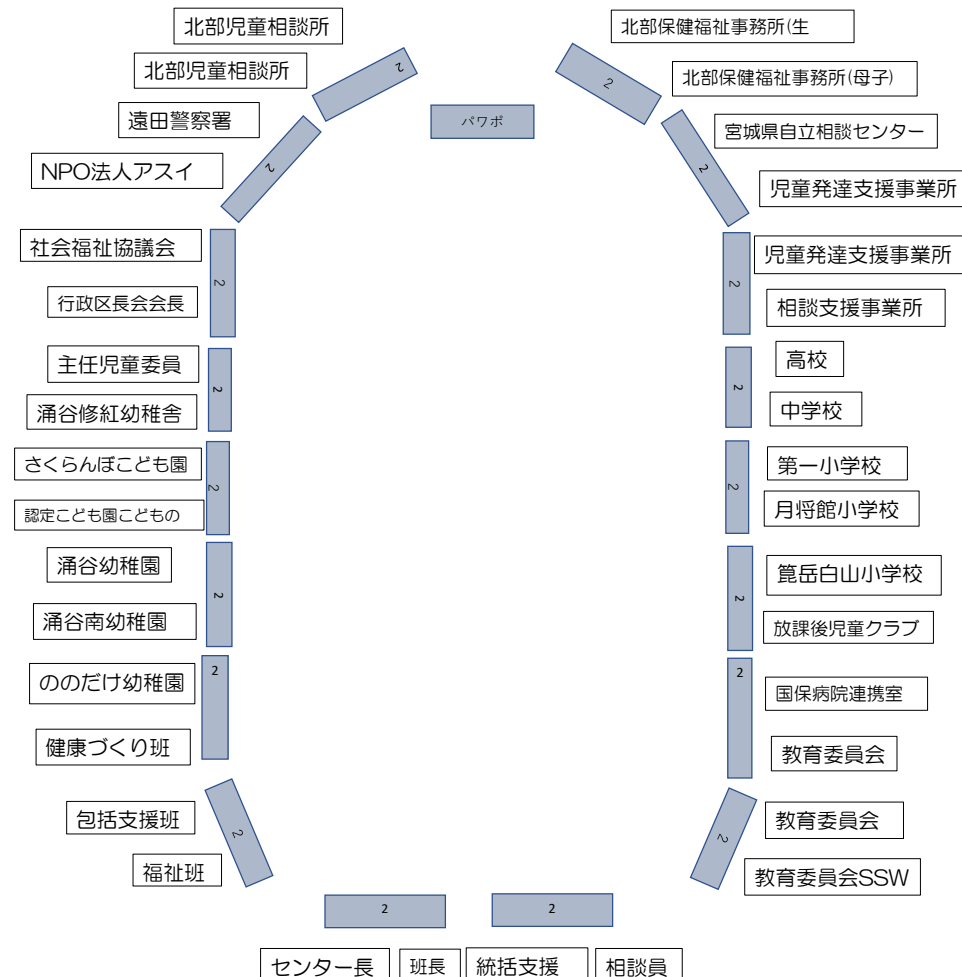 北部児童相談所
北部児童相談所
遠田警察署
NPO法人アスイ
社会福祉協議会
行政区長会会長
主任児童委員
涌谷修紅幼稚舎
さくらんぼこども園
認定こども園こどもの
涌谷幼稚園
涌谷南幼稚園
ののだけ幼稚園
健康づくり班
包括支援班
福祉班
2
2
2
2
2
2
2
2
パワポ
北部保健福祉事務所(生
北部保健福祉事務所(母子)
宮城県自立相談センター
児童発達支援事業所
児童発達支援事業所
相談支援事業所
高校
中学校
第一小学校
月将館小学校
箟岳白山小学校
放課後児童クラブ
国保病院連携室
教育委員会
教育委員会
教育委員会SSW
2
2
2
2
2
2
2
2
2
2
センター長
班長
統括支援
相談員